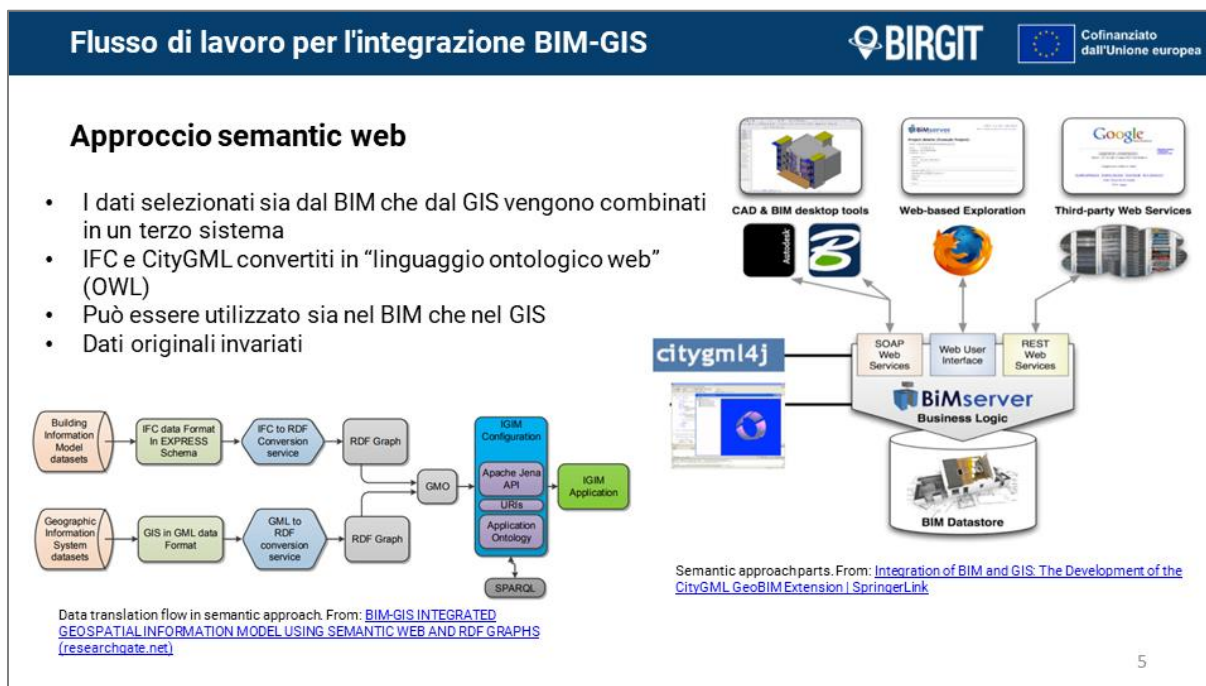 Flusso di lavoro per l'integrazione BIM-GIS
BIRGIT
Cofinanziato
dall'Unione europea
Approccio semantic web
• I dati selezionati sia dal BIM che dal GIS vengono combinati
in un terzo sistema
• IFC e CityGML convertiti in “linguaggio ontologico web”
(OWL)
• Può essere utilizzato sia nel BIM che nel GIS
• Dati originali invariati
Building
Information
Model
datasets
IFC data Format
In EXPRESS
Schema
IFC to RDF
Conversion
service
RDF Graph
Geographic
Information
System
datasets
GIS in GML data
Format
GML to
RDF
conversion
service
RDF Graph
GMO
IGIM
Configuration
Apache Jena
API
URIs
Application
Ontology
SPARQL
IGIM
Application
Data translation flow in semantic approach. From: BIM-GIS INTEGRATED
GEOSPATIAL INFORMATION MODEL USING SEMANTIC WEB AND RDF GRAPHS
(researchgate.net)
BiMserver
Google
CAD & BIM desktop tools
Web-based Exploration
Third-party Web Services
Autodesk
citygml4j
SOAP
Web
Services
Web User
Interface
REST
Web
Services
BiMserver
Business Logic
BIM Datastore
Semantic approach parts. From: Integration of BIM and GIS: The Development of the
CityGML GeoBIM Extension | SpringerLink
5